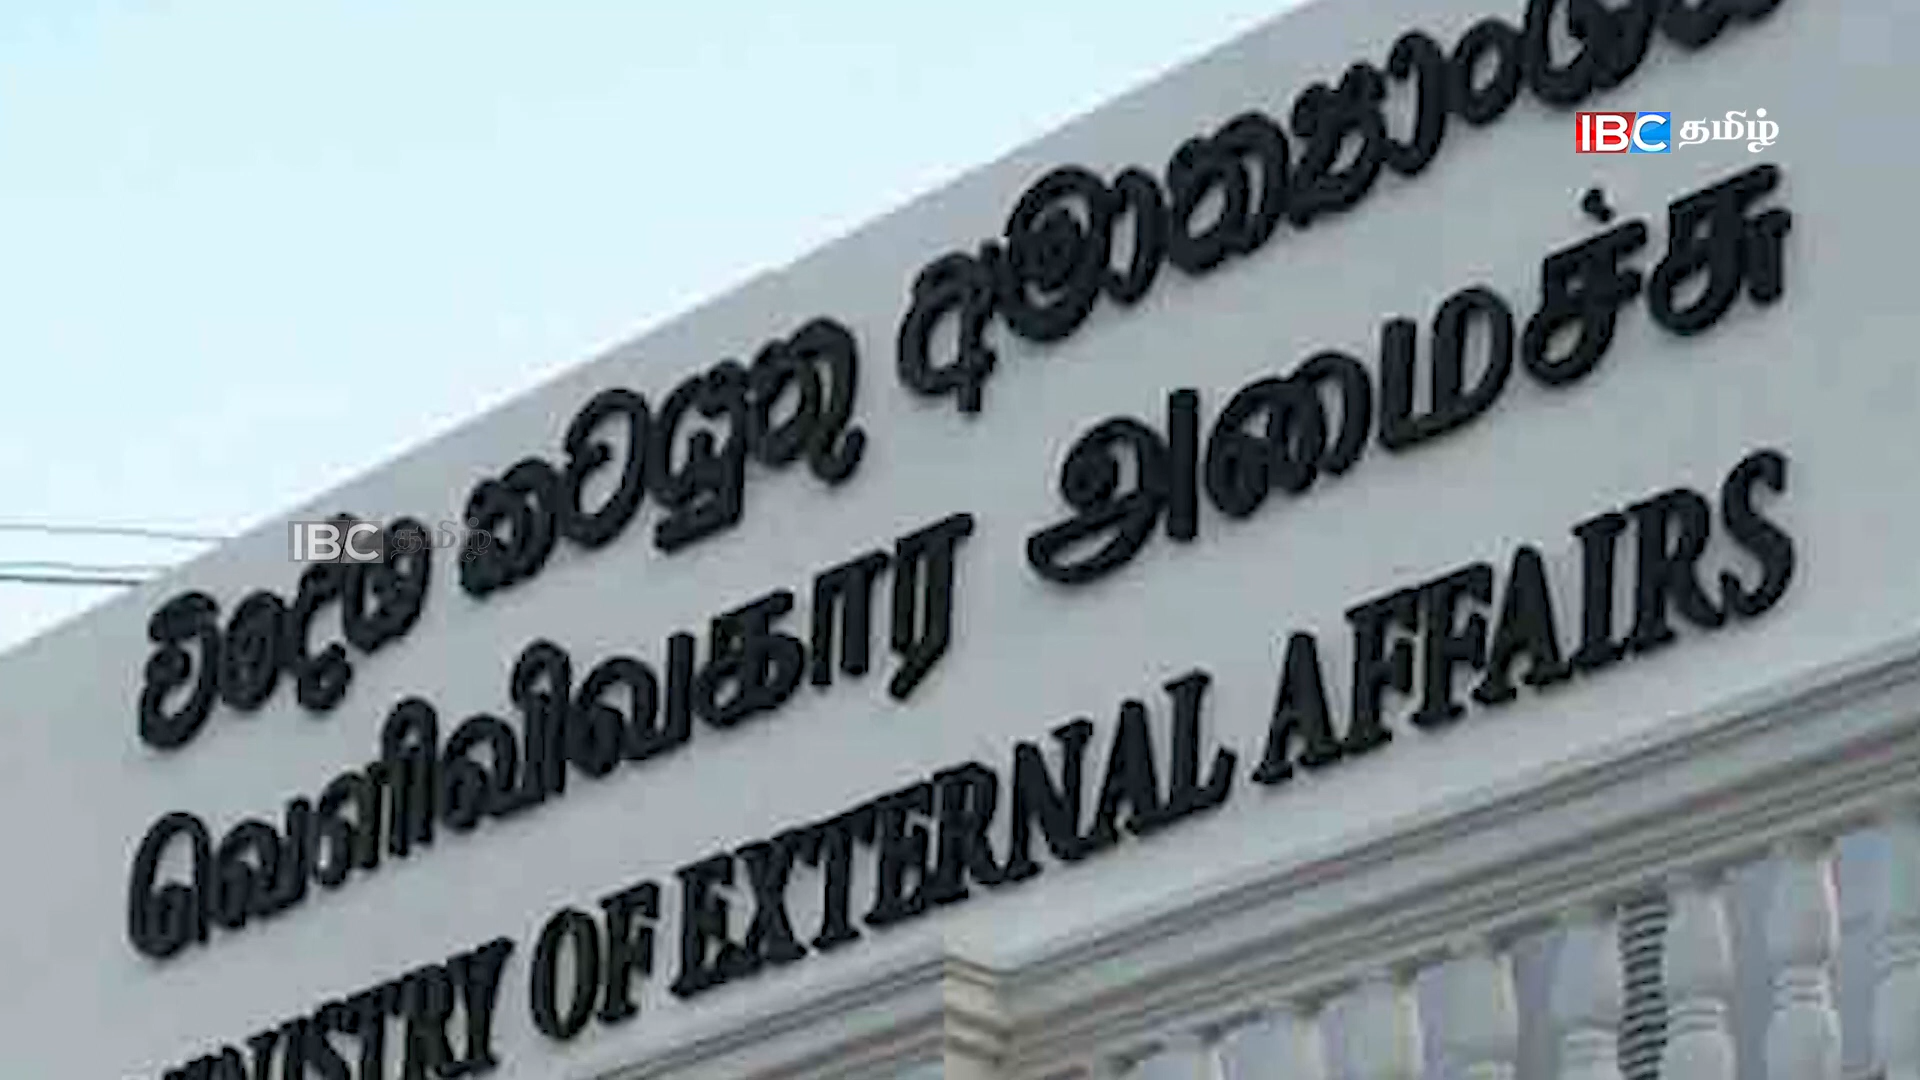 IBC தமிழ்
විදේශ කටයුතු අමාත්‍යාංශය
வெளிவிவகார அமைச்சு
MINISTRY OF EXTERNAL AFFAIRS
IBC தமிழ்